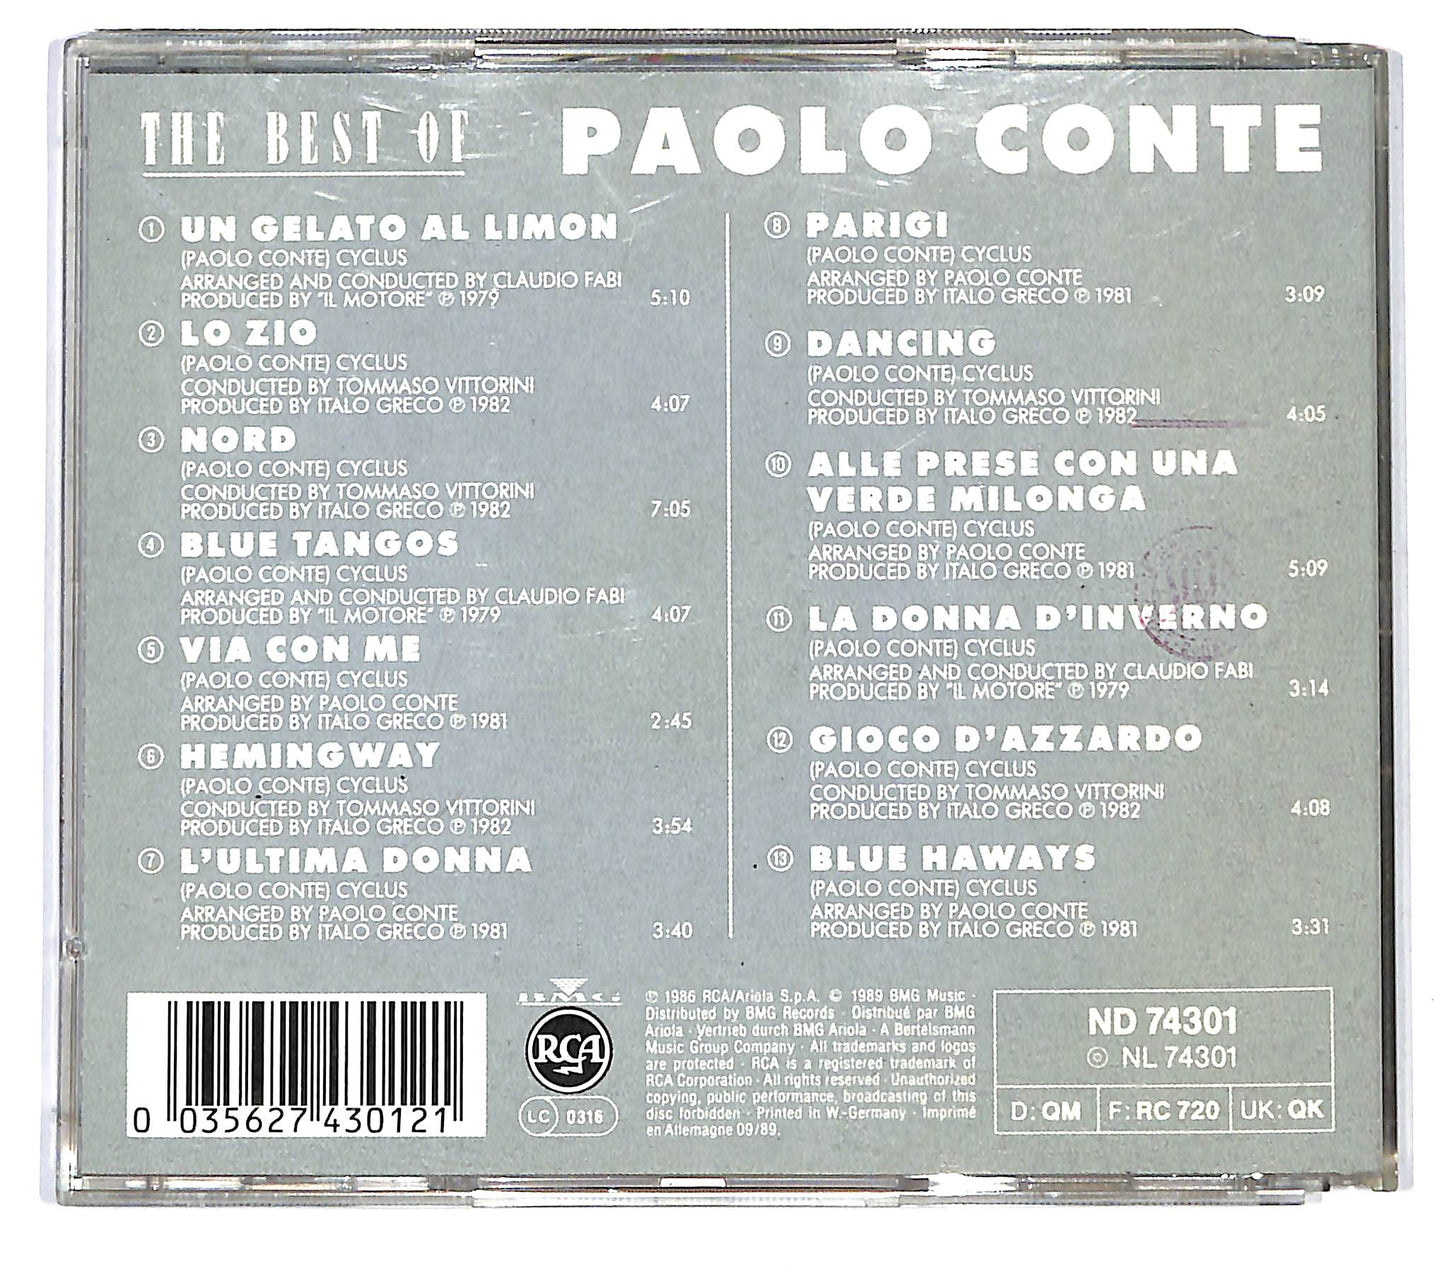 THE BEST OF PAOLO CONTE
1 UN GELATO AL LIMON
(PAOLO CONTE) CYCLUS
ARRANGED AND CONDUCTED BY CLAUDIO FABI
PRODUCED BY "IL MOTORE" ℗ 1979 5:10
2 LO ZIO
(PAOLO CONTE) CYCLUS
CONDUCTED BY TOMMASO VITTORINI
PRODUCED BY ITALO GRECO ℗ 1982 4:07
3 NORD
(PAOLO CONTE) CYCLUS
CONDUCTED BY TOMMASO VITTORINI
PRODUCED BY ITALO GRECO ℗ 1982 7:05
4 BLUE TANGOS
(PAOLO CONTE) CYCLUS
ARRANGED AND CONDUCTED BY CLAUDIO FABI
PRODUCED BY "IL MOTORE" ℗ 1979 4:07
5 VIA CON ME
(PAOLO CONTE) CYCLUS
ARRANGED BY PAOLO CONTE
PRODUCED BY ITALO GRECO ℗ 1981 2:45
6 HEMINGWAY
(PAOLO CONTE) CYCLUS
CONDUCTED BY TOMMASO VITTORINI
PRODUCED BY ITALO GRECO ℗ 1982 3:54
7 L'ULTIMA DONNA
(PAOLO CONTE) CYCLUS
ARRANGED BY PAOLO CONTE
PRODUCED BY ITALO GRECO ℗ 1981 3:40
8 PARIGI
(PAOLO CONTE) CYCLUS
ARRANGED BY PAOLO CONTE
PRODUCED BY ITALO GRECO ℗ 1981 3:09
9 DANCING
(PAOLO CONTE) CYCLUS
CONDUCTED BY TOMMASO VITTORINI
PRODUCED BY ITALO GRECO ℗ 1982 4:05
10 ALLE PRESE CON UNA
VERDE MILONGA
(PAOLO CONTE) CYCLUS
ARRANGED BY PAOLO CONTE
PRODUCED BY ITALO GRECO ℗ 1981 5:09
11 LA DONNA D'INVERNO
(PAOLO CONTE) CYCLUS
ARRANGED AND CONDUCTED BY CLAUDIO FABI
PRODUCED BY "IL MOTORE" ℗ 1979 3:14
12 GIOCO D'AZZARDO
(PAOLO CONTE) CYCLUS
CONDUCTED BY TOMMASO VITTORINI
PRODUCED BY ITALO GRECO ℗ 1982 4:08
13 BLUE HAWAYS
(PAOLO CONTE) CYCLUS
ARRANGED BY PAOLO CONTE
PRODUCED BY ITALO GRECO ℗ 1981 3:31
0 035627 430121
BMG
RCA
LC 0316
℗ 1986 RCA/Ariola S.p.A. © 1989 BMG Music ·
Distributed by BMG Records · Distribué par BMG
Ariola · Vertrieb durch BMG Ariola · A Bertelsmann
Music Group Company · All trademarks and logos
are protected · RCA is a registered trademark of
RCA Corporation · All rights reserved · Unauthorized
copying, public performance, broadcasting of this
disc forbidden · Printed in W.-Germany · Imprimé
en Allemagne 09/89.
ND 74301
NL 74301
D: QM F: RC 720 UK: QK